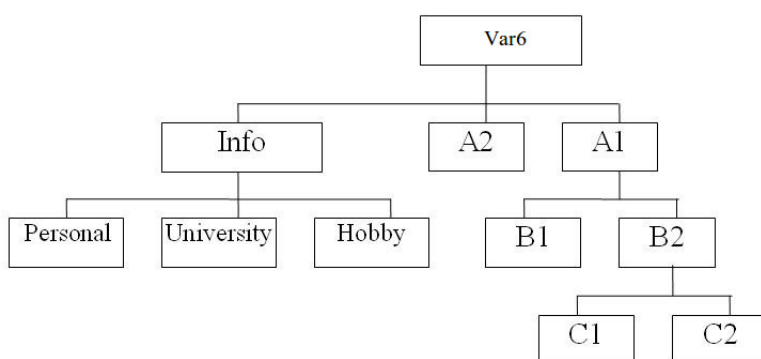 Var6
Info
A2
A1
Personal
University
Hobby
B1
B2
C1
C2